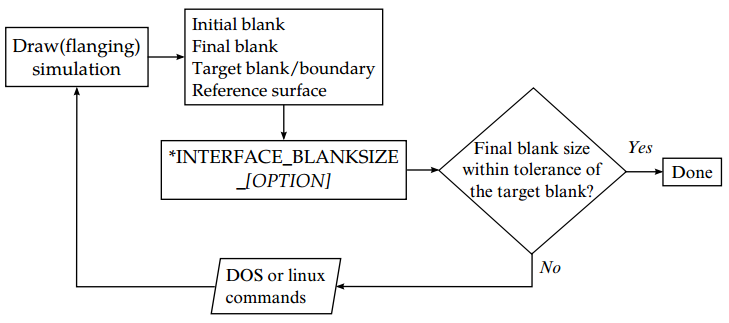 Draw(flanging)
simulation
Initial blank
Final blank
Target blank/boundary
Reference surface
*INTERFACE_BLANKSIZE
_[OPTION]
Final blank size
within tolerance of
the target blank?
Yes
Done
No
DOS or linux
commands